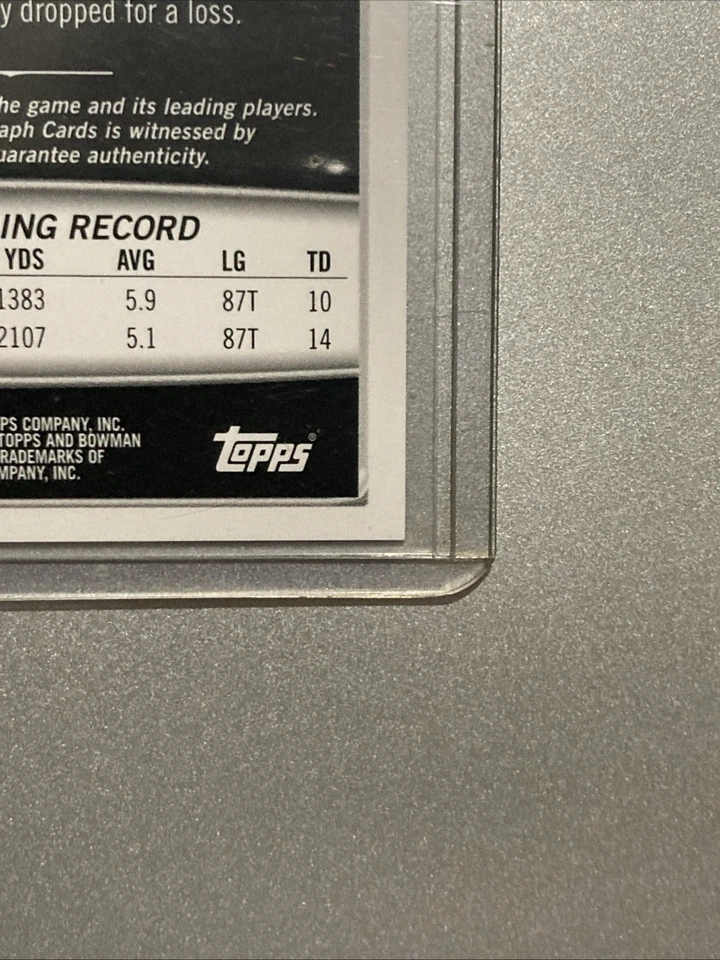 y dropped for a loss.
he game and its leading players.
aph Cards is witnessed by
uarantee authenticity.
ING RECORD
YDS AVG LG TD
1383 5.9 87T 10
2107 5.1 87T 14
PS COMPANY, INC.
TOPPS AND BOWMAN
RADEMARKS OF
MPANY, INC.
topps®